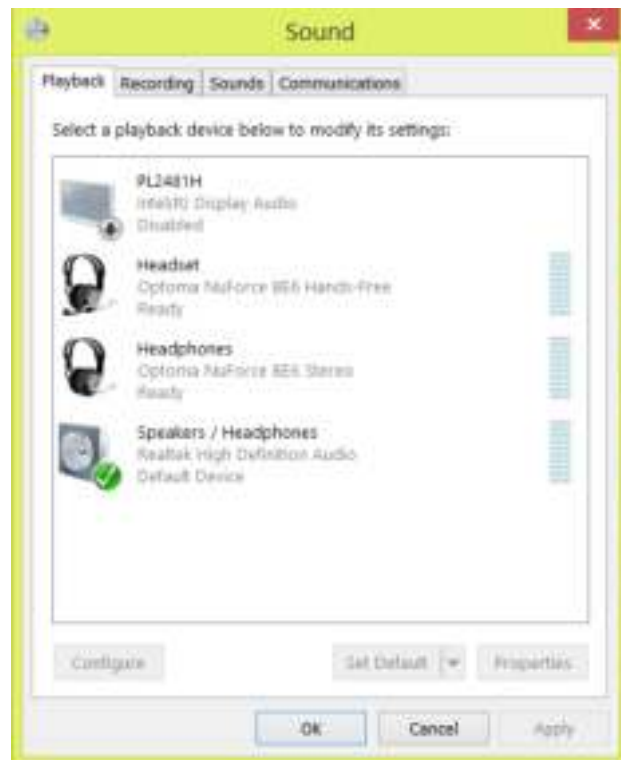 Sound
Playback Recording Sounds Communications
Select a playback device below to modify its settings:
PL2481H
Intel(R) Display Audio
Disabled
Headset
Optoma NuForce BE6 Hands-Free
Ready
Headphones
Optoma NuForce BE6 Stereo
Ready
Speakers / Headphones
Realtek High Definition Audio
Default Device
Configure Set Default Properties
OK Cancel Apply